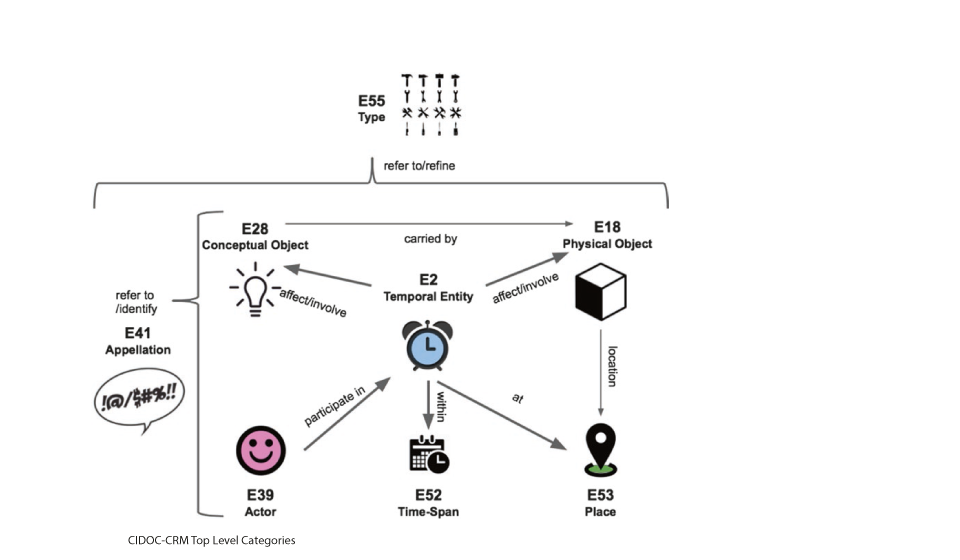 E55
Type
refer to/refine
E28
Conceptual Object
carried by
E18
Physical Object
E2
Temporal Entity
affect/involve
affect/involve
refer to
/identify
E41
Appellation
!@/$#%!!
location
participate in
within
at
E39
Actor
E52
Time-Span
E53
Place
CIDOC-CRM Top Level Categories